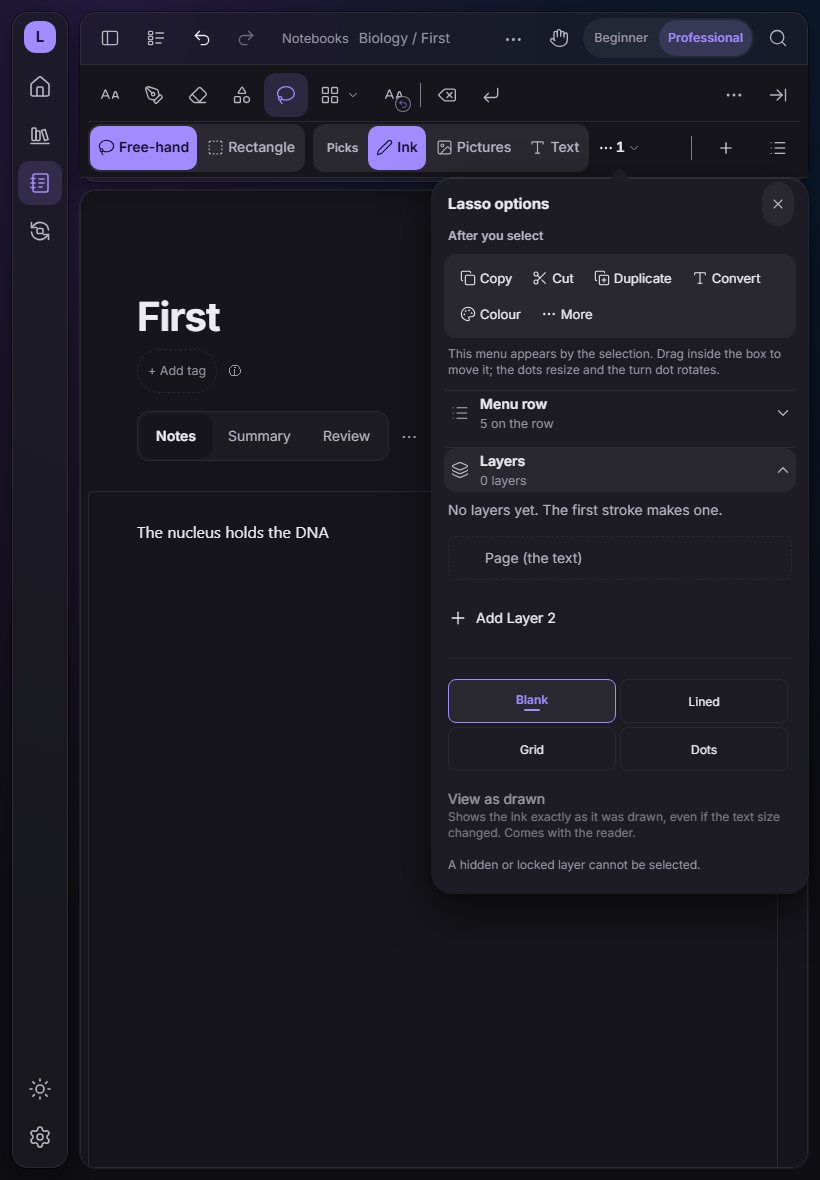 L
Notebooks Biology / First
Beginner Professional
AA AA
Free-hand Rectangle Picks Ink Pictures Text 1
Lasso options
After you select
Copy Cut Duplicate Convert
Colour More
This menu appears by the selection. Drag inside the box to
move it; the dots resize and the turn dot rotates.
Menu row
5 on the row
Layers
0 layers
No layers yet. The first stroke makes one.
Page (the text)
+ Add Layer 2
Blank Lined
Grid Dots
View as drawn
Shows the ink exactly as it was drawn, even if the text size
changed. Comes with the reader.
A hidden or locked layer cannot be selected.
First
+ Add tag
Notes Summary Review
The nucleus holds the DNA